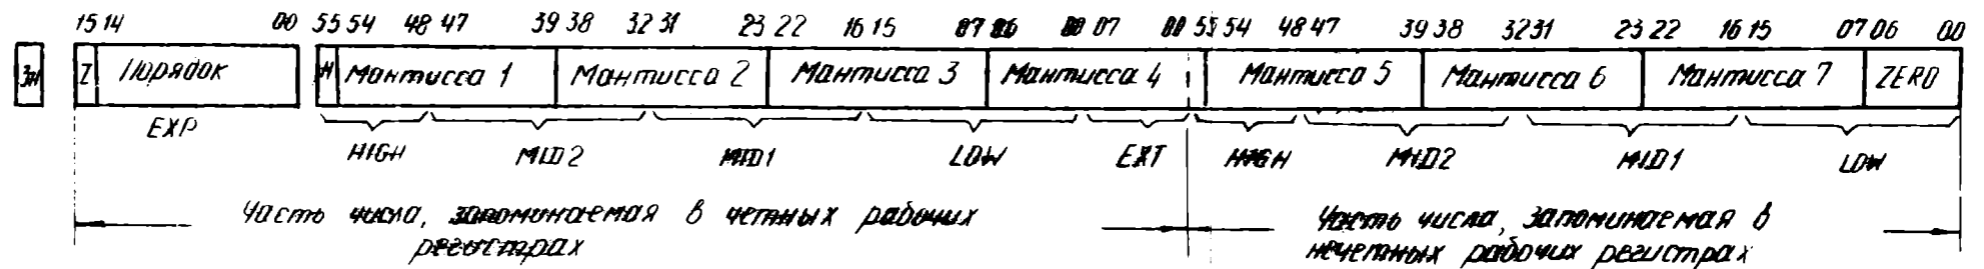 15 14 00 55 54 48 47 39 38 32 31 23 22 16 15 07 06 00 07 00 55 54 48 47 39 38 32 31 23 22 16 15 07 06 00
Зн Z Порядок Н Мантисса 1 Мантисса 2 Мантисса 3 Мантисса 4 Мантисса 5 Мантисса 6 Мантисса 7 ZERO
EXP
HIGH MID2 MID1 LOW EXT HIGH MID2 MID1 LOW
Часть числа, запоминаемая в четных рабочих
регистрах
Часть числа, запоминаемая в
нечетных рабочих регистрах